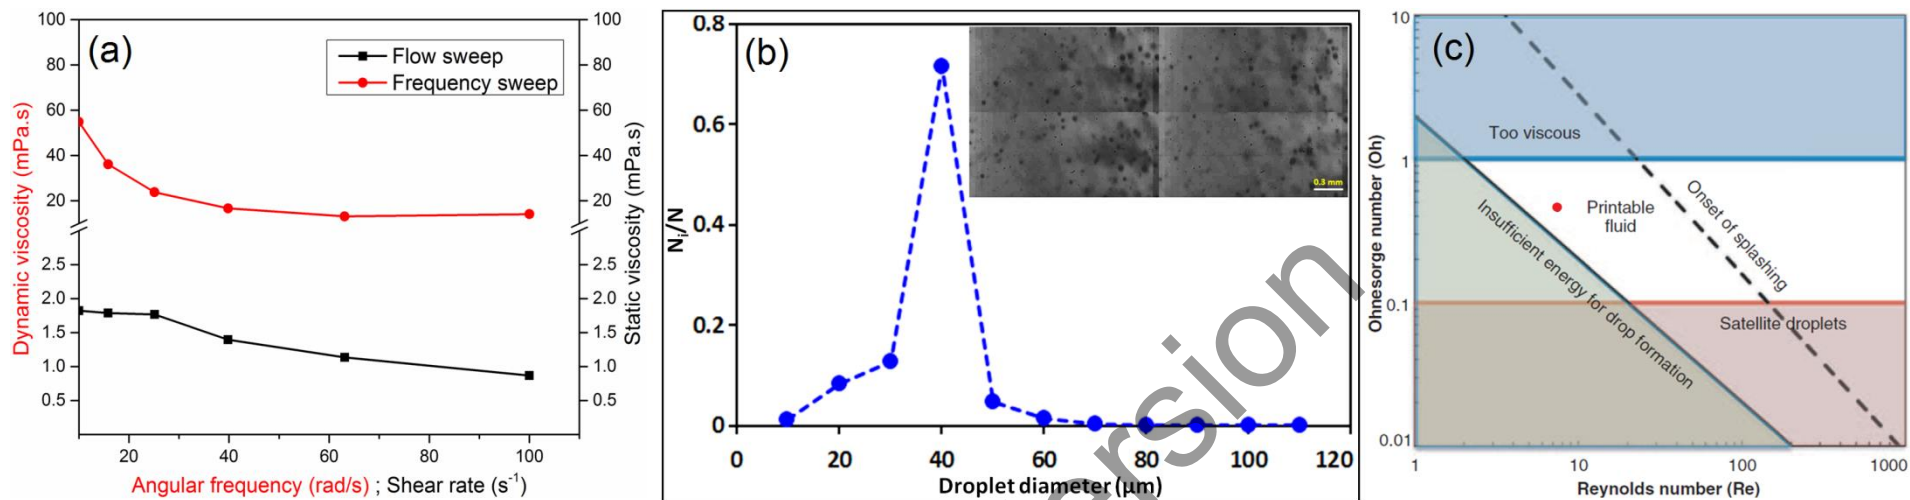 (a)
Flow sweep
Frequency sweep
100
80
60
40
20
2.5
2.0
1.5
1.0
0.5
100
80
60
40
20
2.5
2.0
1.5
1.0
0.5
Dynamic viscosity (mPa.s)
Static viscosity (mPa.s)
20 40 60 80 100
Angular frequency (rad/s) ; Shear rate (s⁻¹)
(b)
0.8
0.6
0.4
0.2
0
Nᵢ/N
0.3 mm
0 20 40 60 80 100 120
Droplet diameter (µm)
ersion
(c)
10
1
0.1
0.01
Ohnesorge number (Oh)
Too viscous
Printable
fluid
Onset of splashing
Insufficient energy for drop formation
Satellite droplets
1 10 100 1000
Reynolds number (Re)